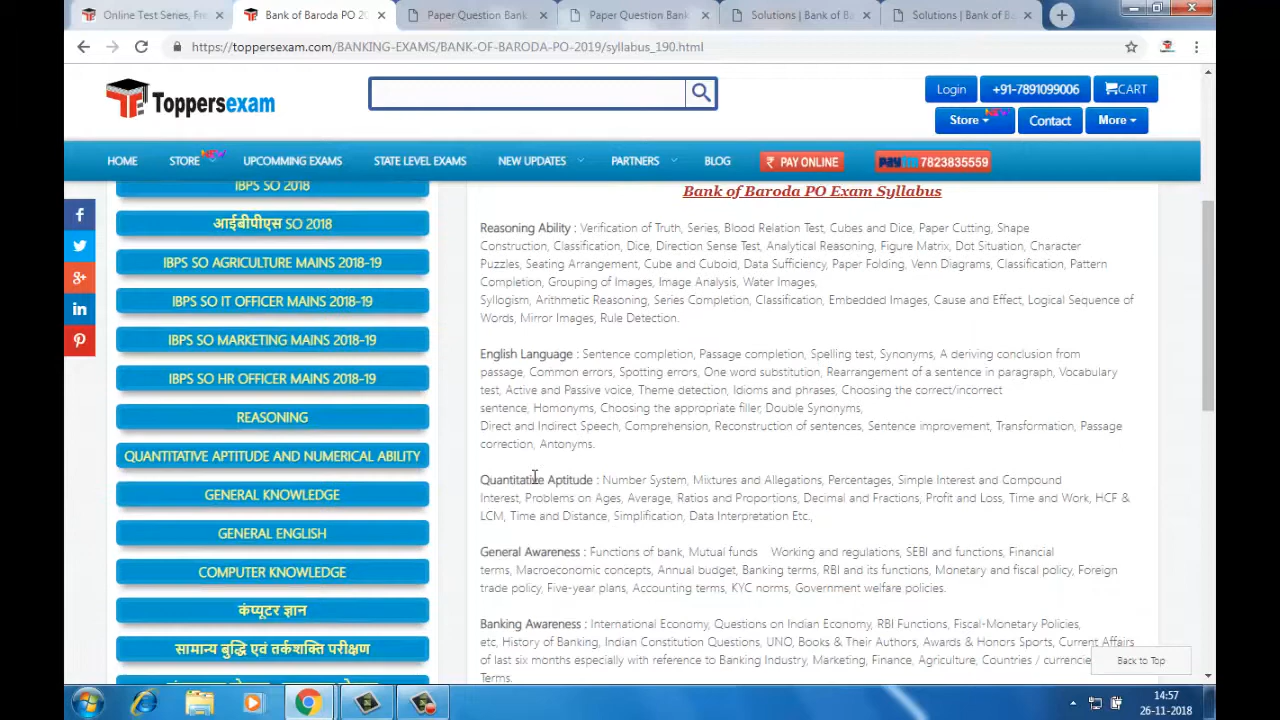 Online Test Series, Fre
Bank of Baroda PO 20
Paper Question Bank
Paper Question Bank
Solutions | Bank of B
Solutions | Bank of B
https://toppersexam.com/BANKING-EXAMS/BANK-OF-BARODA-PO-2019/syllabus_190.html
Toppersexam
Login
+91-7891099006
CART
Store
Contact
More
HOME
STORE
UPCOMMING EXAMS
STATE LEVEL EXAMS
NEW UPDATES
PARTNERS
BLOG
₹ PAY ONLINE
Paytm 7823835559
IBPS SO 2018
आईबीपीएस SO 2018
IBPS SO AGRICULTURE MAINS 2018-19
IBPS SO IT OFFICER MAINS 2018-19
IBPS SO MARKETING MAINS 2018-19
IBPS SO HR OFFICER MAINS 2018-19
REASONING
QUANTITATIVE APTITUDE AND NUMERICAL ABILITY
GENERAL KNOWLEDGE
GENERAL ENGLISH
COMPUTER KNOWLEDGE
कंप्यूटर ज्ञान
सामान्य बुद्धि एवं तर्कशक्ति परीक्षण
Bank of Baroda PO Exam Syllabus
Reasoning Ability : Verification of Truth, Series, Blood Relation Test, Cubes and Dice, Paper Cutting, Shape
Construction, Classification, Dice, Direction Sense Test, Analytical Reasoning, Figure Matrix, Dot Situation, Character
Puzzles, Seating Arrangement, Cube and Cuboid, Data Sufficiency, Paper Folding, Venn Diagrams, Classification, Pattern
Completion, Grouping of Images, Image Analysis, Water Images,
Syllogism, Arithmetic Reasoning, Series Completion, Classification, Embedded Images, Cause and Effect, Logical Sequence of
Words, Mirror Images, Rule Detection.
English Language : Sentence completion, Passage completion, Spelling test, Synonyms, A deriving conclusion from
passage, Common errors, Spotting errors, One word substitution, Rearrangement of a sentence in paragraph, Vocabulary
test, Active and Passive voice, Theme detection, Idioms and phrases, Choosing the correct/incorrect
sentence, Homonyms, Choosing the appropriate filler, Double Synonyms,
Direct and Indirect Speech, Comprehension, Reconstruction of sentences, Sentence improvement, Transformation, Passage
correction, Antonyms.
Quantitative Aptitude : Number System, Mixtures and Allegations, Percentages, Simple Interest and Compound
Interest, Problems on Ages, Average, Ratios and Proportions, Decimal and Fractions, Profit and Loss, Time and Work, HCF &
LCM, Time and Distance, Simplification, Data Interpretation Etc.,
General Awareness : Functions of bank, Mutual funds Working and regulations, SEBI and functions, Financial
terms, Macroeconomic concepts, Annual budget, Banking terms, RBI and its functions, Monetary and fiscal policy, Foreign
trade policy, Five-year plans, Accounting terms, KYC norms, Government welfare policies.
Banking Awareness : International Economy, Questions on Indian Economy, RBI Functions, Fiscal-Monetary Policies,
etc, History of Banking, Indian Constitution Questions, UNO, Books & Their Authors, Awards & Honors Sports, Current Affairs
of last six months especially with reference to Banking Industry, Marketing, Finance, Agriculture, Countries / currencie
Terms.
Back to Top
14:57
26-11-2018